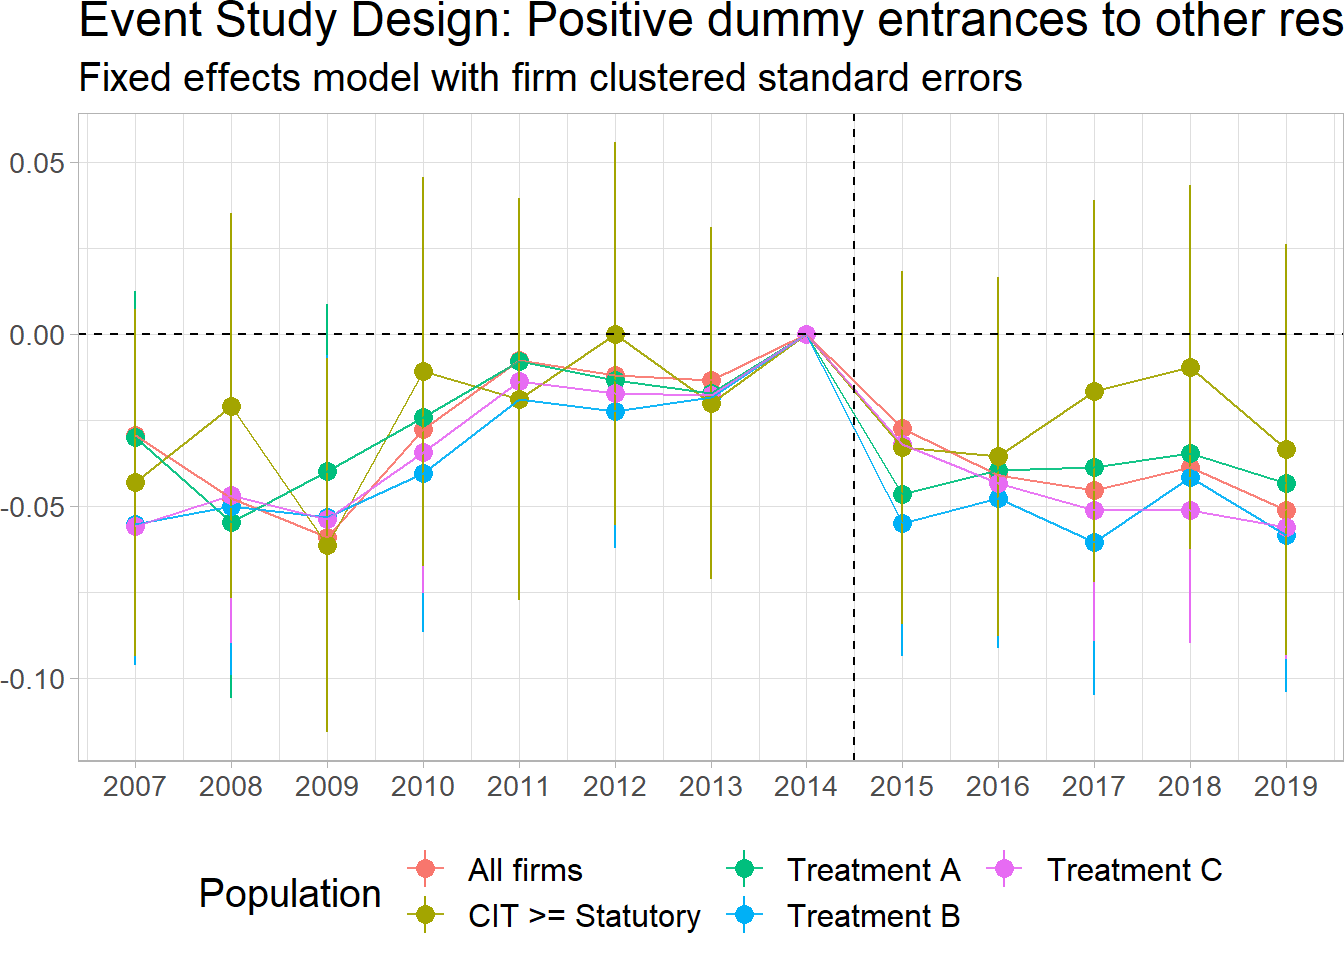 Event Study Design: Positive dummy entrances to other res
Fixed effects model with firm clustered standard errors
0.05
0.00
-0.05
-0.10
2007 2008 2009 2010 2011 2012 2013 2014 2015 2016 2017 2018 2019
Population
All firms
CIT >= Statutory
Treatment A
Treatment B
Treatment C